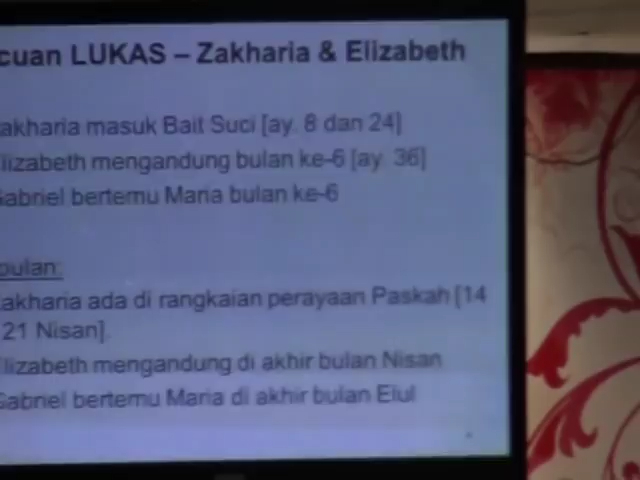 cuan LUKAS – Zakharia & Elizabeth
akharia masuk Bait Suci [ay. 8 dan 24]
lizabeth mengandung bulan ke-6 [ay. 36]
Gabriel bertemu Maria bulan ke-6
pulan:
akharia ada di rangkaian perayaan Paskah [14
21 Nisan].
lizabeth mengandung di akhir bulan Nisan
Gabriel bertemu Maria di akhir bulan Elul